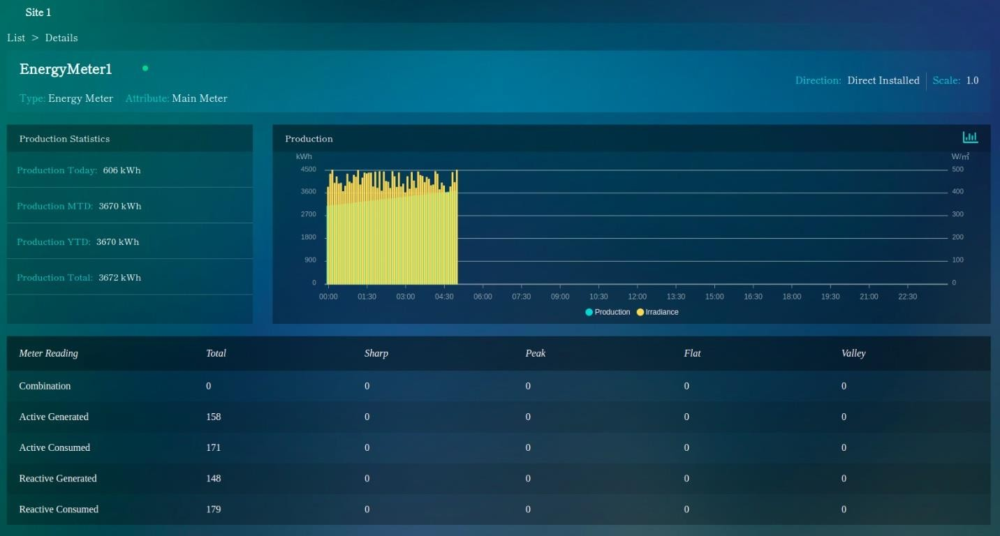 Site 1
List > Details
EnergyMeter1
Type: Energy Meter Attribute: Main Meter
Direction: Direct Installed Scale: 1.0
Production Statistics
Production Today: 606 kWh
Production MTD: 3670 kWh
Production YTD: 3670 kWh
Production Total: 3672 kWh
Production
kWh W/m²
4500 500
3600 400
2700 300
1800 200
900 100
0 0
00:00 01:30 03:00 04:30 06:00 07:30 09:00 10:30 12:00 13:30 15:00 16:30 18:00 19:30 21:00 22:30
Production Irradiance
Meter Reading Total Sharp Peak Flat Valley
Combination 0 0 0 0 0
Active Generated 158 0 0 0 0
Active Consumed 171 0 0 0 0
Reactive Generated 148 0 0 0 0
Reactive Consumed 179 0 0 0 0